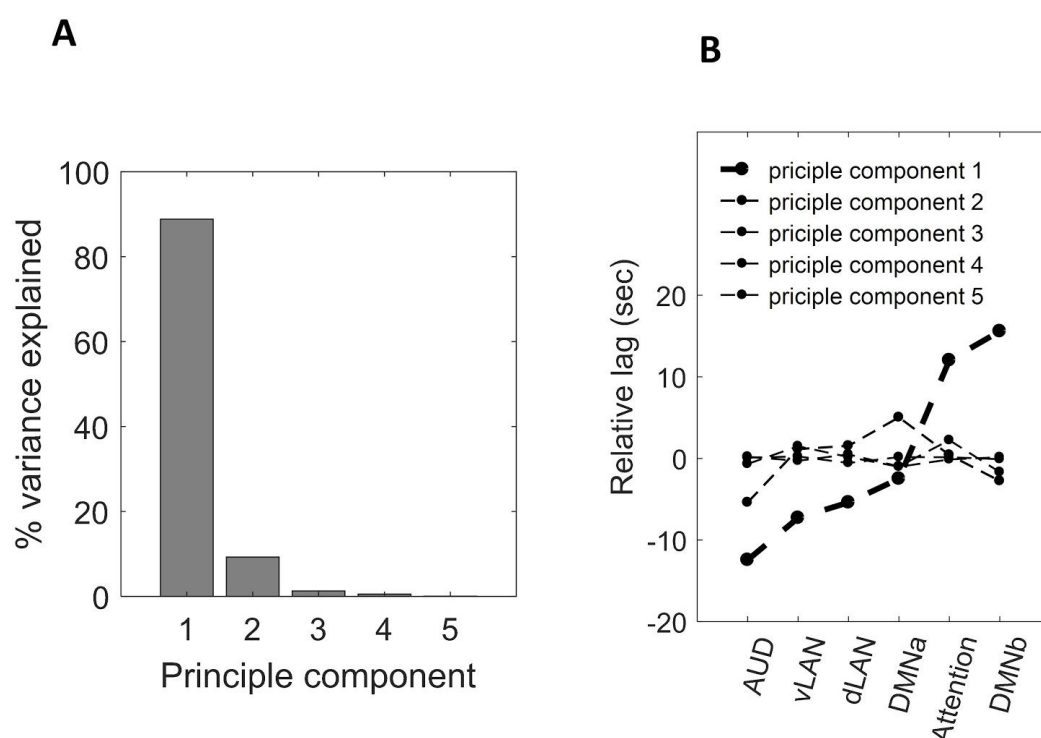 A
100
80
60
40
20
0
% variance explained
1 2 3 4 5
Principle component
B
priciple component 1
priciple component 2
priciple component 3
priciple component 4
priciple component 5
20
10
0
-10
-20
Relative lag (sec)
AUD
vLAN
dLAN
DMNa
Attention
DMNb